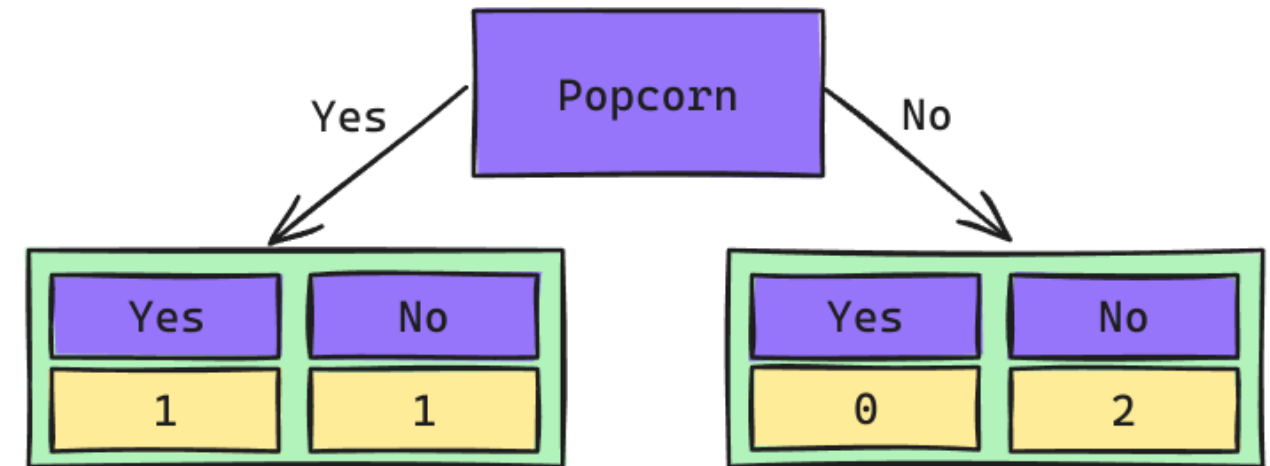 Popcorn
Yes
No
Yes No
1 1
Yes No
0 2